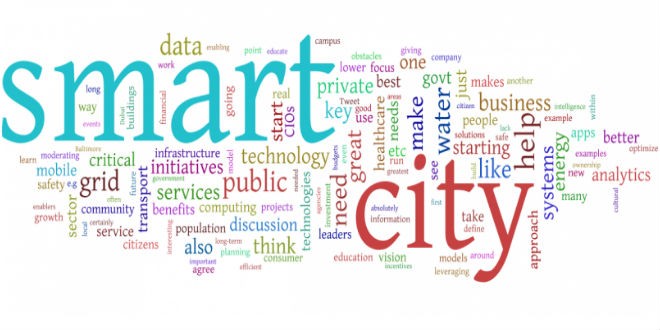 smart
city
data
enabling
point
educate
campus
work
long
way
events
Dubai
buildings
financial
going
real
start
CIOs
obstacles
giving
lower
focus
one
company
private
best
govt
just
makes
another
key
Tweet
good
use
healthcare
needs
areas
make
water
citizen
business
intelligence
within
people
lack
example
solutions
safe
help
apps
better
optimize
starting
see
like
build
systems
energy
examples
ownership
new
analytics
many
cultural
Baltimore
infrastructure
model
technology
even
great
etc
run
greatest
learn
moderating
critical
initiatives
mobile
safety
e.g
grid
future
transport
government
services
public
needed
technologies
budgets
need
agencies
investment
enablers
growth
sector
local
community
often
certainly
service
benefits
computing
projects
absolutely
information
first
take
define
citizens
interesting
population
discussion
leaders
also
long-term
planning
think
important
agree
efficient
consumer
education
vision
incentives
models
around
leveraging
approach